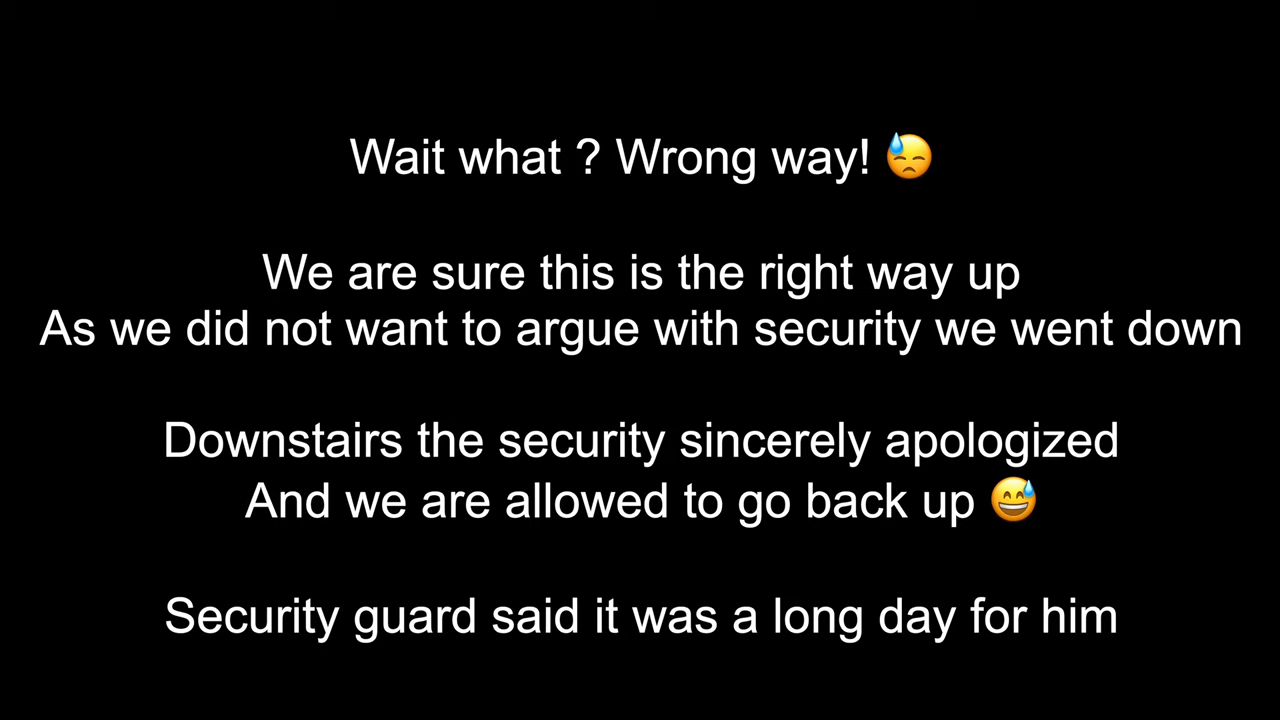 Wait what ? Wrong way! 😓
We are sure this is the right way up
As we did not want to argue with security we went down
Downstairs the security sincerely apologized
And we are allowed to go back up 😅
Security guard said it was a long day for him